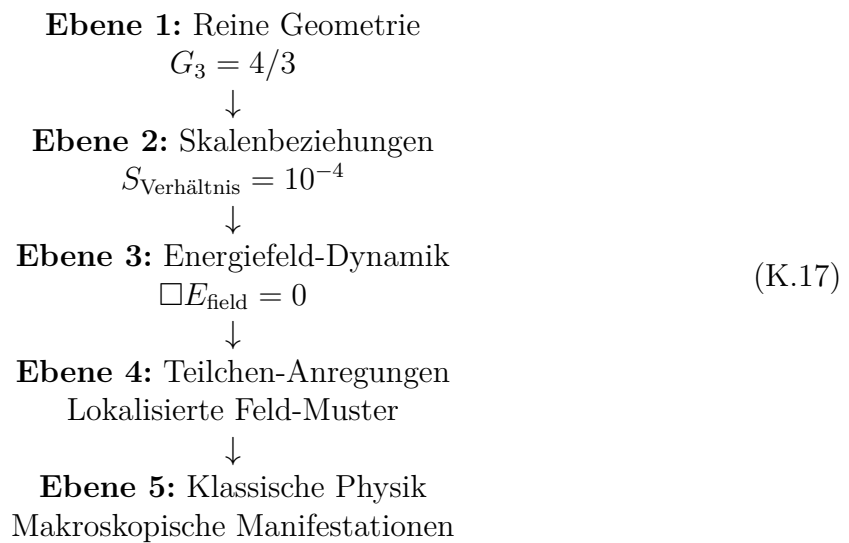 Ebene 1: Reine Geometrie
G₃ = 4/3
↓
Ebene 2: Skalenbeziehungen
S_Verhältnis = 10⁻⁴
↓
Ebene 3: Energiefeld-Dynamik
□E_field = 0
(K.17)
↓
Ebene 4: Teilchen-Anregungen
Lokalisierte Feld-Muster
↓
Ebene 5: Klassische Physik
Makroskopische Manifestationen